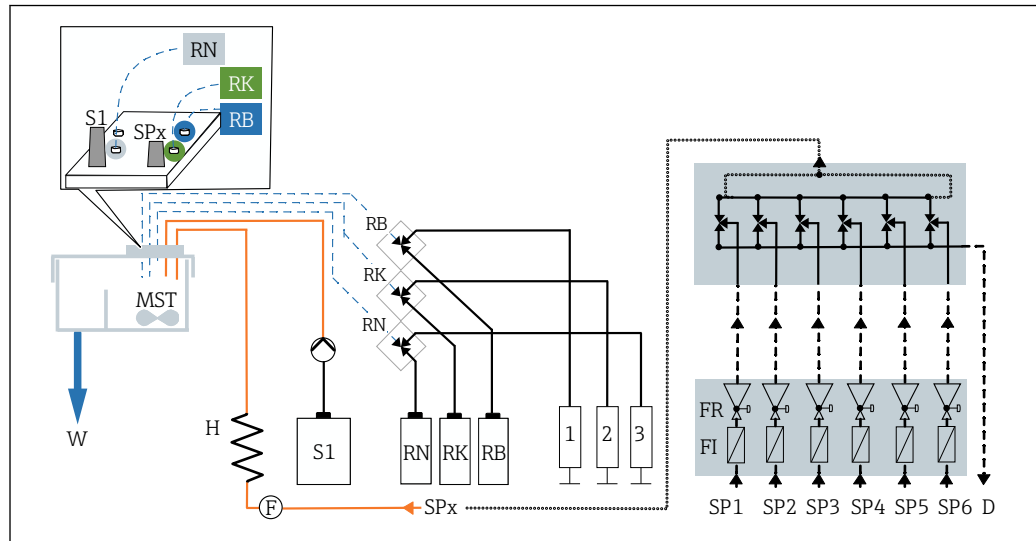 RN
RK
RB
S1
SPx
RB
RK
RN
MST
W
H
F
S1
RN RK RB
1 2 3
SPx
FR
FI
SP1 SP2 SP3 SP4 SP5 SP6 D